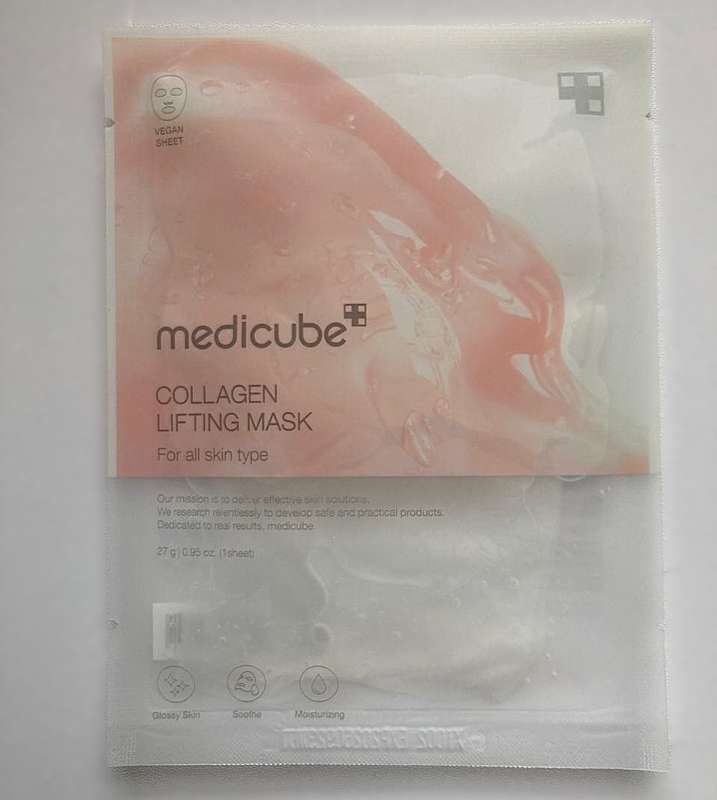 VEGAN
SHEET
medicube
COLLAGEN
LIFTING MASK
For all skin type
Our mission is to deliver effective skin solutions.
We research relentlessly to develop safe and practical products.
Dedicated to real results, medicube.
27 g | 0.95 oz. (1sheet)
Glossy Skin
Soothe
Moisturizing